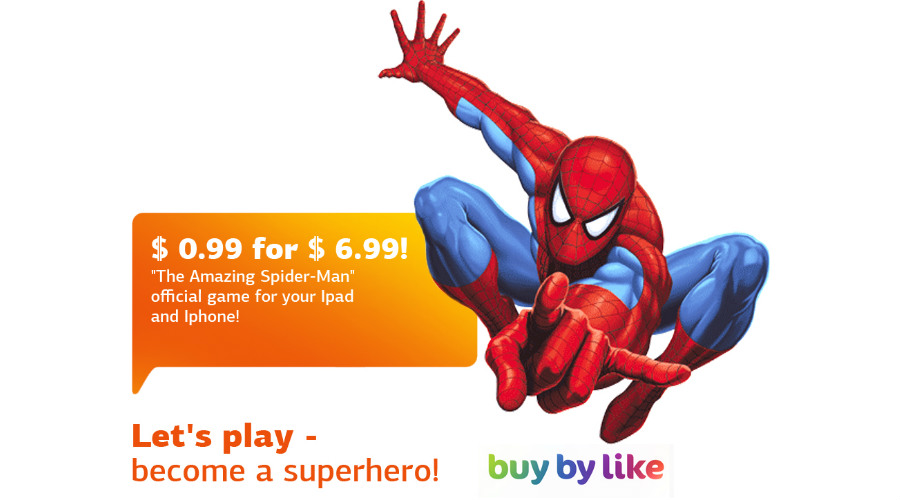 $ 0.99 for $ 6.99!
"The Amazing Spider-Man"
official game for your Ipad
and Iphone!
Let's play -
become a superhero!
buy by like